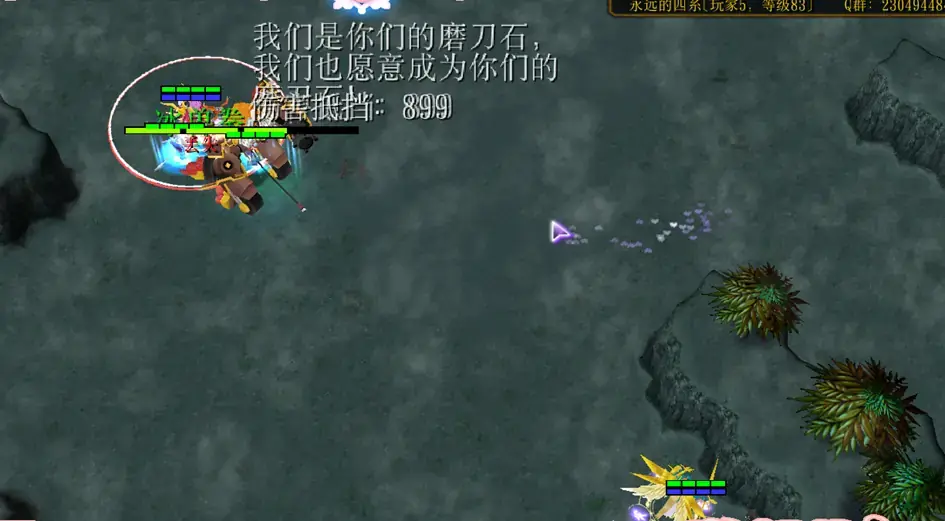 永远的四系[玩家5，等级83]
Q群：23049448
我们是你们的磨刀石，
我们也愿意成为你们的
伤害抵挡：899